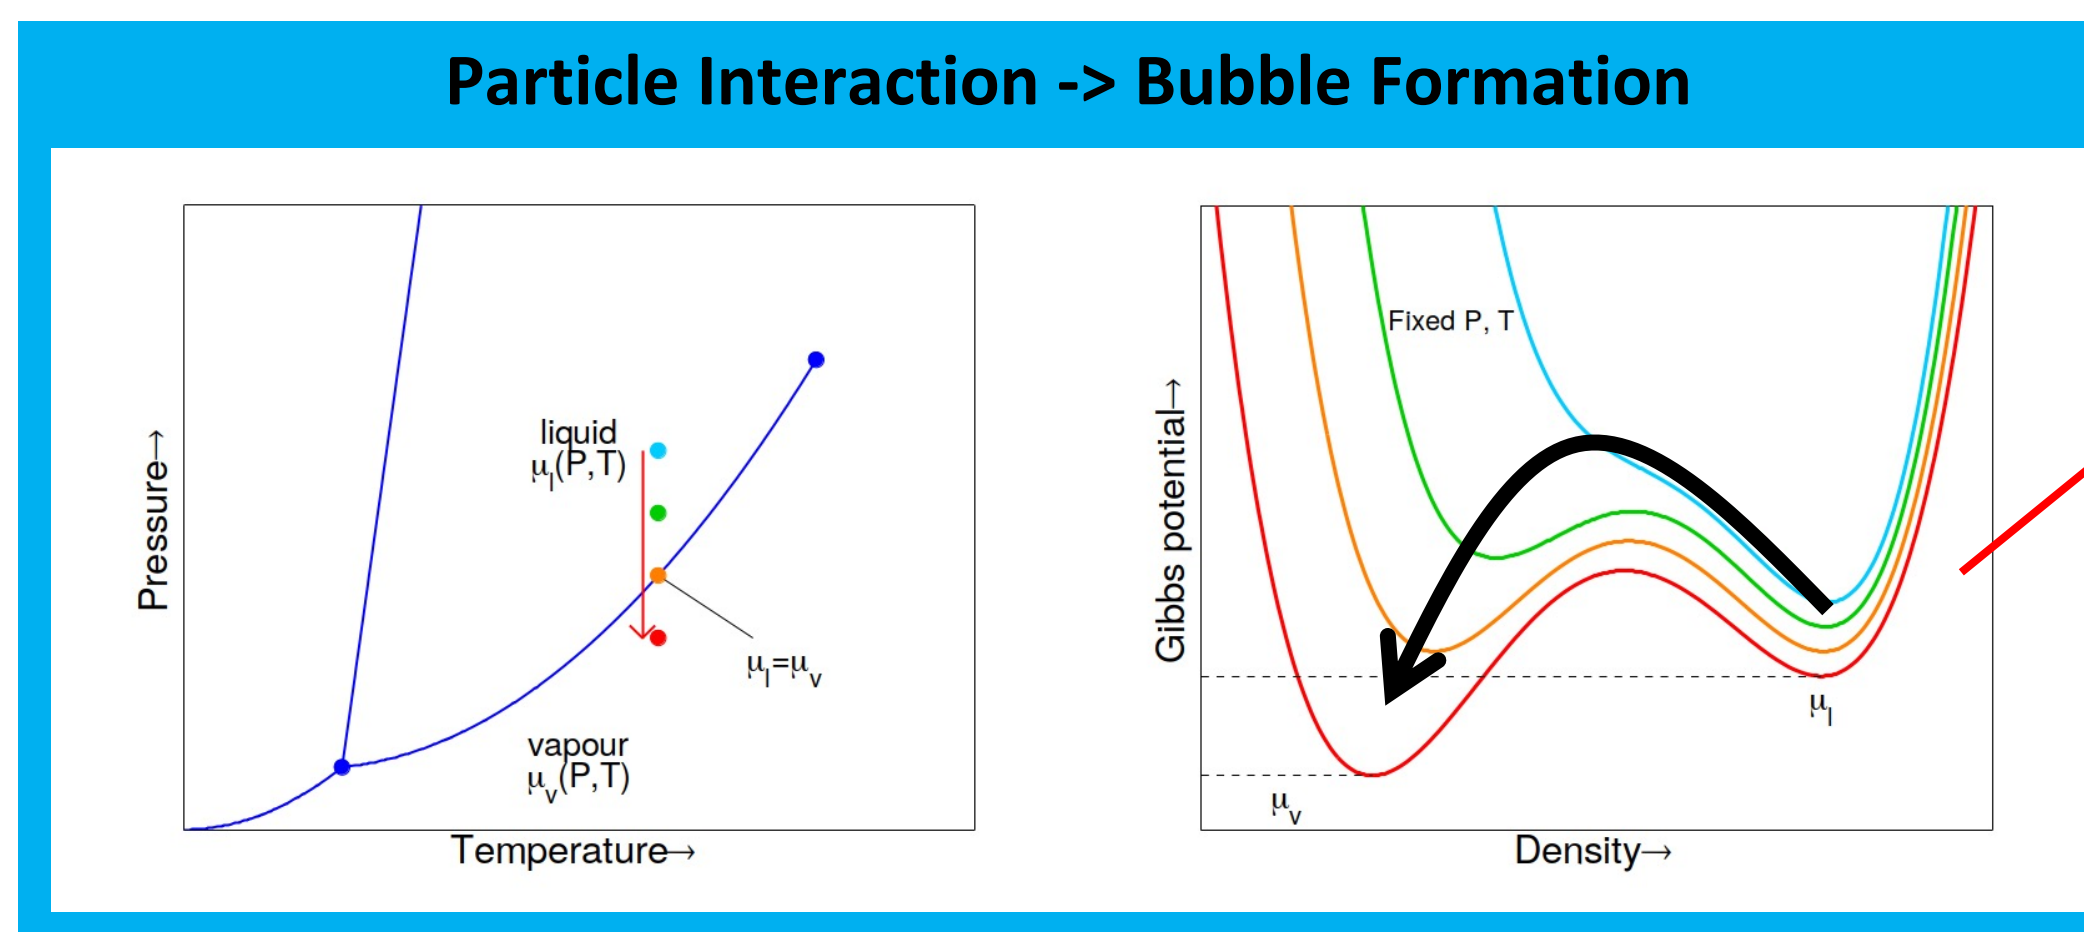 Particle Interaction -> Bubble Formation
Pressure→
liquid
μl(P,T)
μl=μv
vapour
μv(P,T)
Temperature→
Gibbs potential→
Fixed P, T
μl
μv
Density→